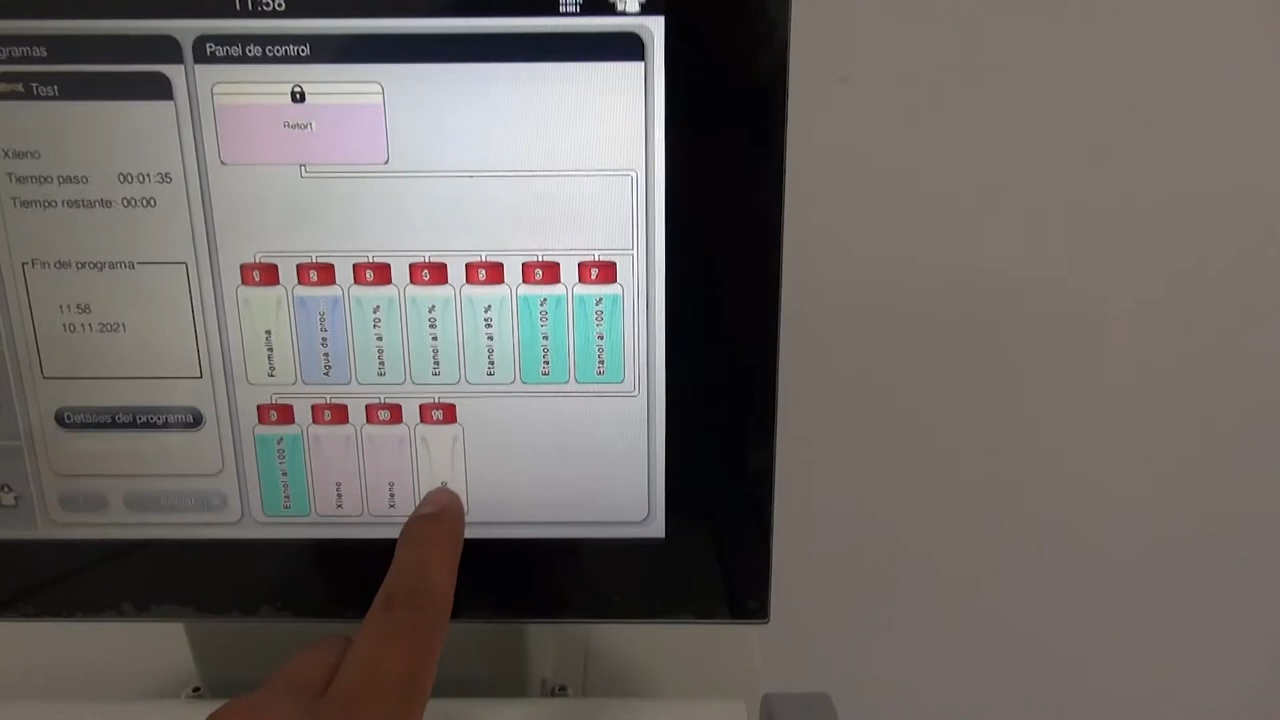 11:58
gramas
Test
Xileno
Tiempo paso: 00:01:35
Tiempo restante: 00:00
Fin del programa
11:58
10.11.2021
Detalles del programa
Panel de control
Retort
1 2 3 4 5 6 7
Formalina
Agua de proc...
Etanol al 70 %
Etanol al 80 %
Etanol al 95 %
Etanol al 100 %
Etanol al 100 %
9 10 11
Etanol al 100 %
Xileno
Xileno